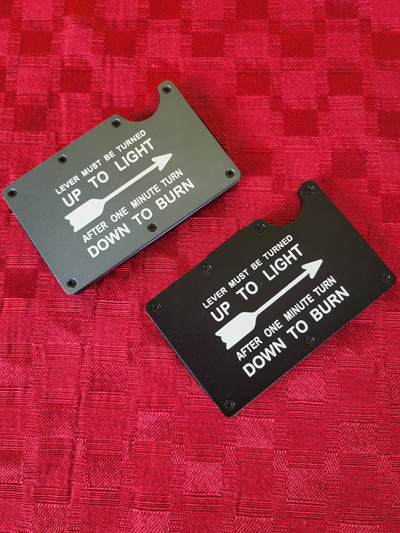 LEVER MUST BE TURNED
UP TO LIGHT
AFTER ONE MINUTE TURN
DOWN TO BURN
LEVER MUST BE TURNED
UP TO LIGHT
AFTER ONE MINUTE TURN
DOWN TO BURN